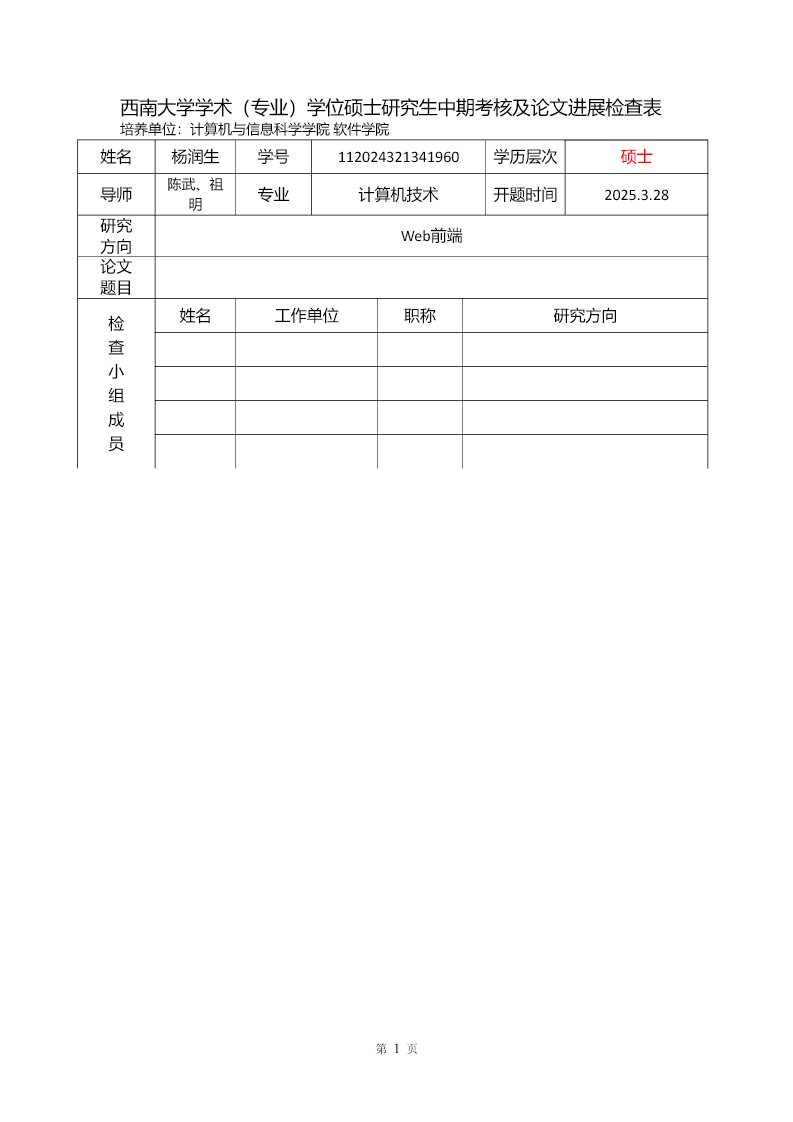 西南大学学术（专业）学位硕士研究生中期考核及论文进展检查表
培养单位：计算机与信息科学学院 软件学院
姓名 杨润生 学号 112024321341960 学历层次 硕士
导师 陈武、祖明 专业 计算机技术 开题时间 2025.3.28
研究方向 Web前端
论文题目
检查小组成员 姓名 工作单位 职称 研究方向
第 1 页